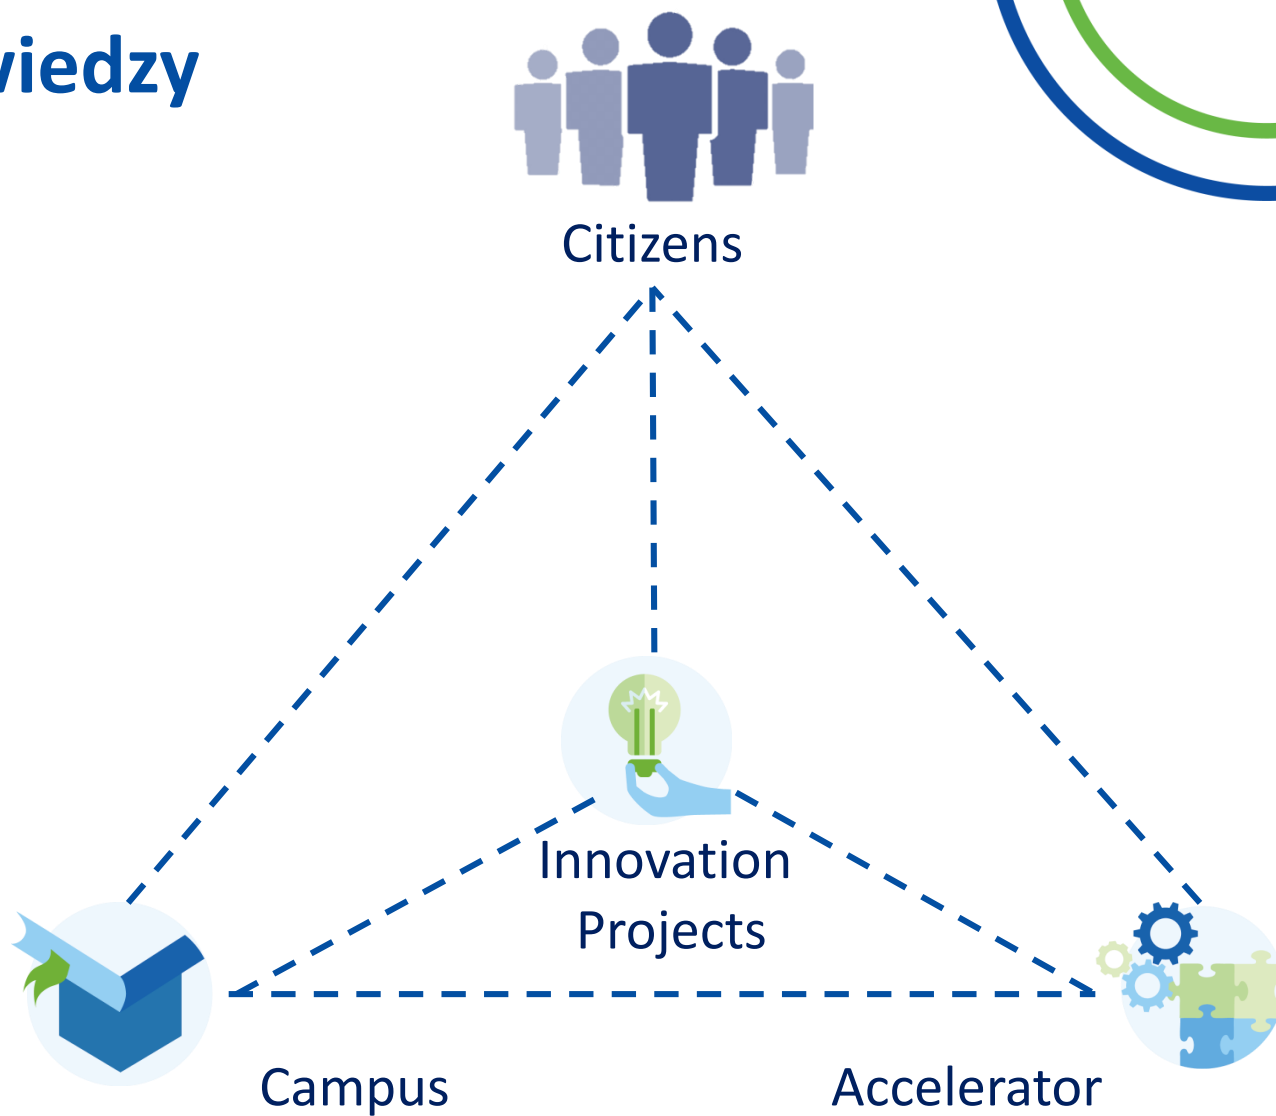 wiedzy
Citizens
Innovation
Projects
Campus
Accelerator